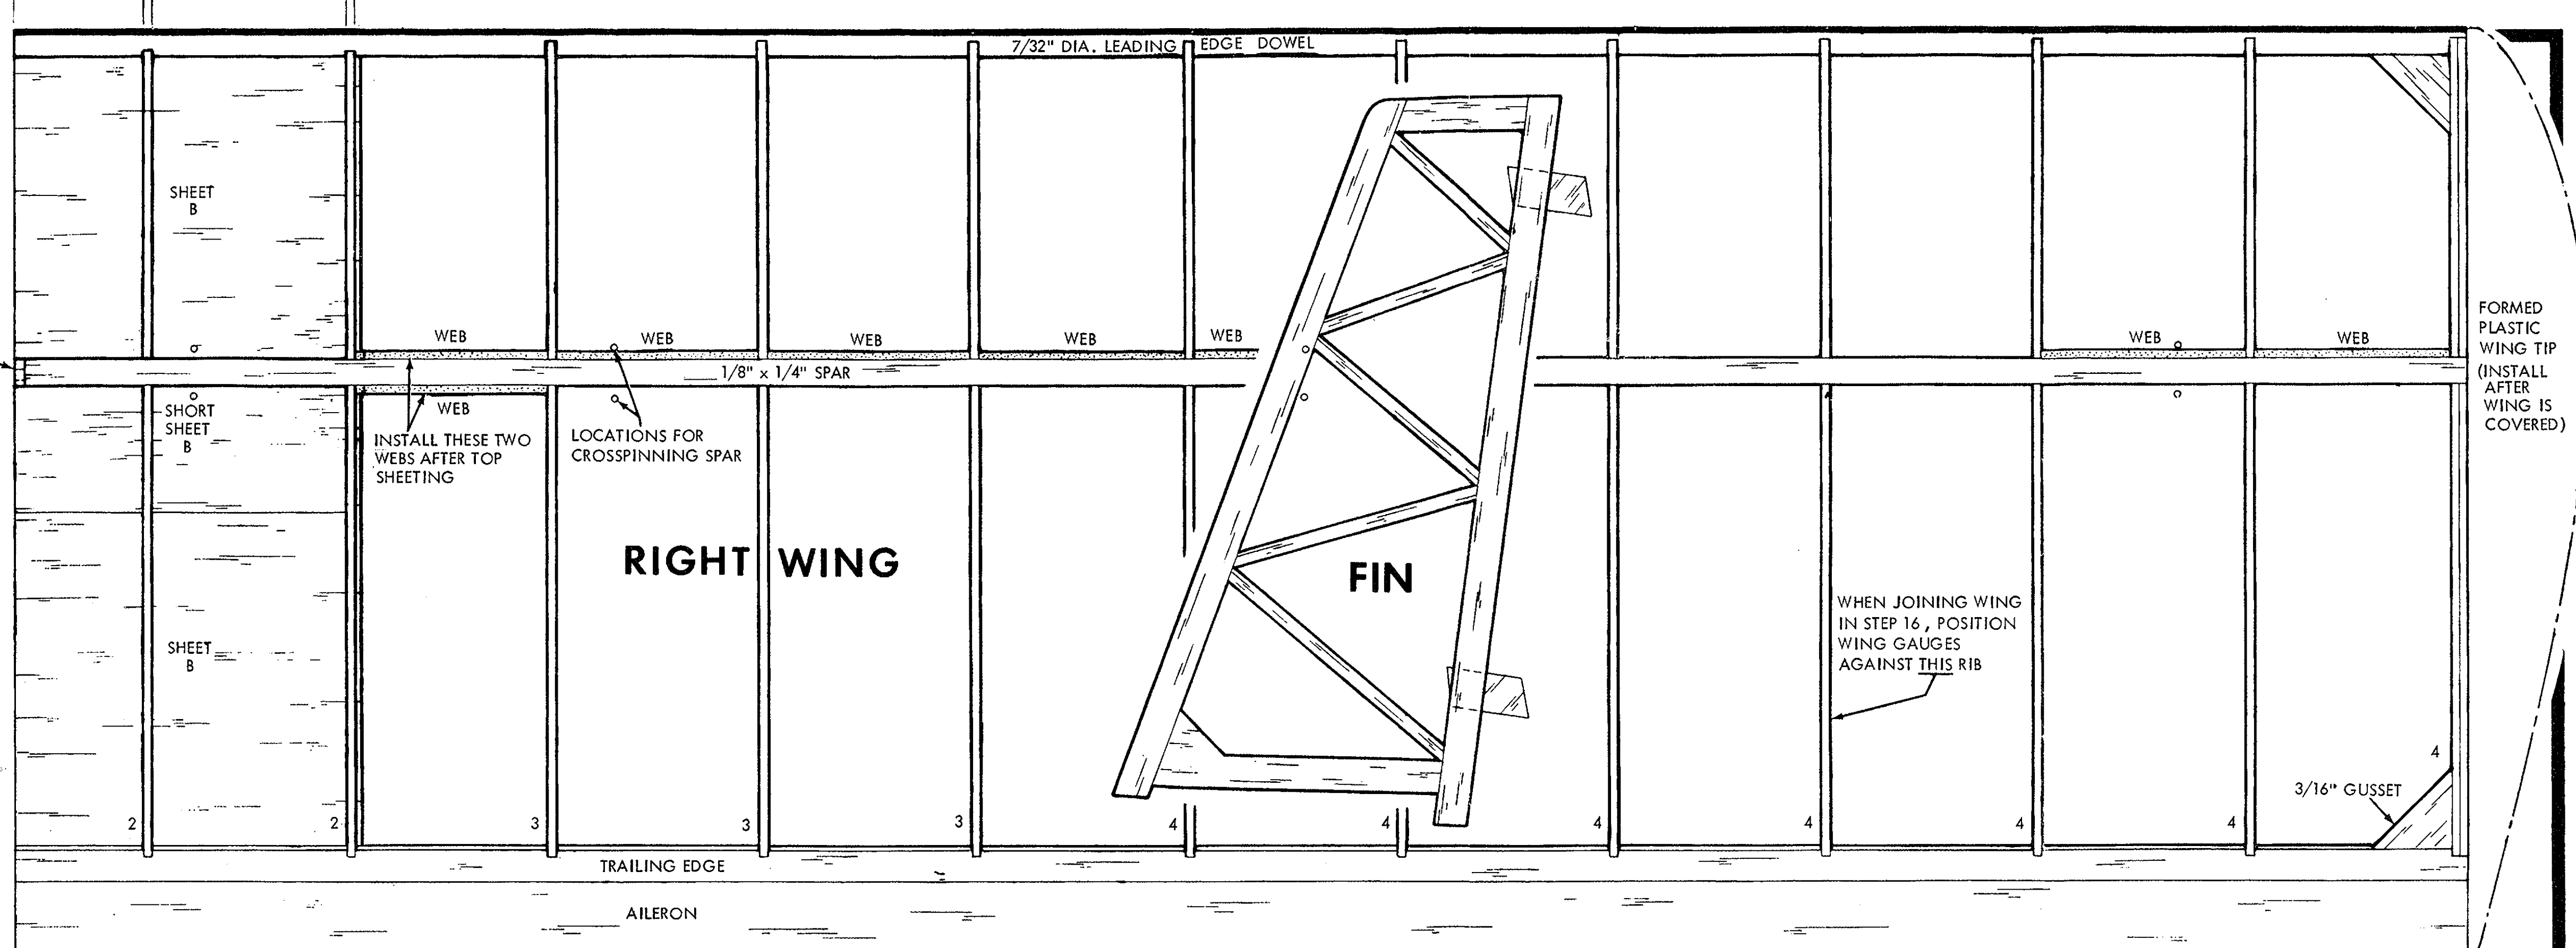 7/32" DIA. LEADING EDGE DOWEL
SHEET
B
WEB
WEB
WEB
WEB
WEB
WEB
WEB
1/8" x 1/4" SPAR
SHORT
SHEET
B
WEB
INSTALL THESE TWO
WEBS AFTER TOP
SHEETING
LOCATIONS FOR
CROSSPINNING SPAR
FORMED
PLASTIC
WING TIP
(INSTALL
AFTER
WING IS
COVERED)
RIGHT WING
FIN
SHEET
B
WHEN JOINING WING
IN STEP 16, POSITION
WING GAUGES
AGAINST THIS RIB
4
3/16" GUSSET
2
2
3
3
3
4
4
4
4
4
4
TRAILING EDGE
AILERON